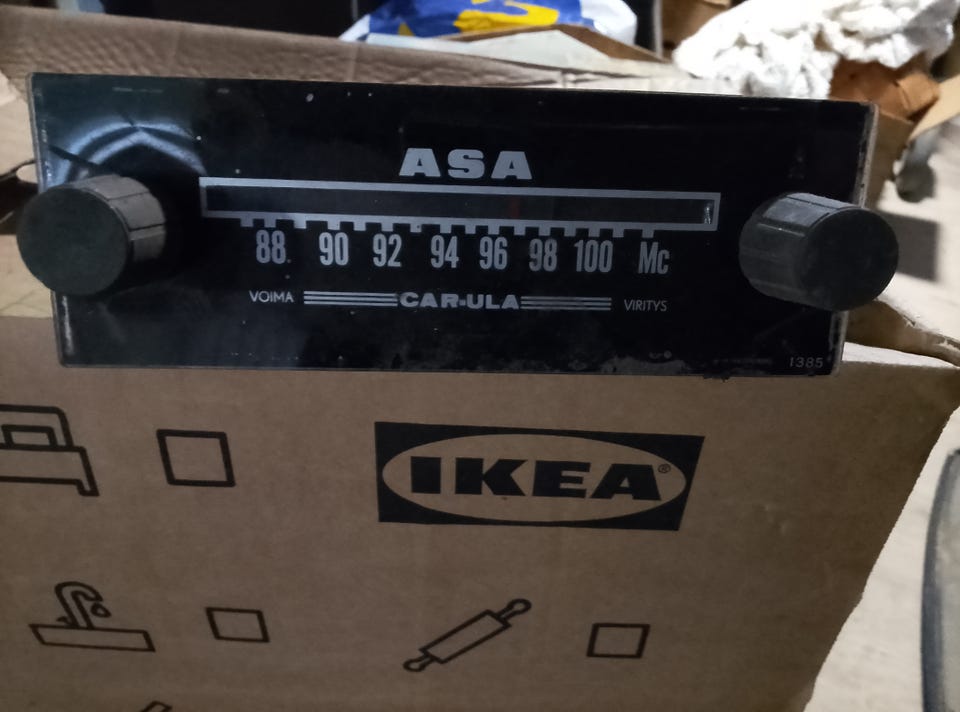 ASA
88 90 92 94 96 98 100 Mc
VOIMA CAR-ULA VIRITYS
1385
IKEA®